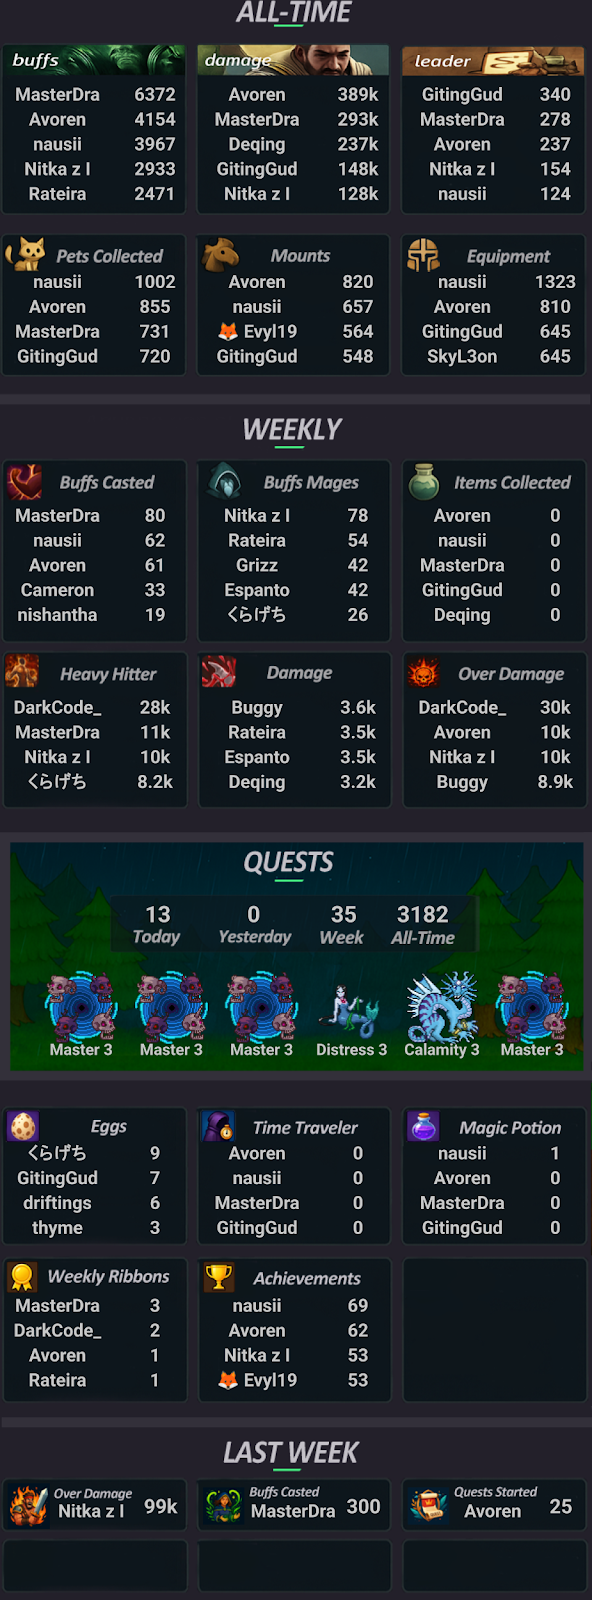 ALL-TIME
buffs
MasterDra 6372
Avoren 4154
nausii 3967
Nitka z l 2933
Rateira 2471
damage
Avoren 389k
MasterDra 293k
Deqing 237k
GitingGud 148k
Nitka z l 128k
leader
GitingGud 340
MasterDra 278
Avoren 237
Nitka z l 154
nausii 124
Pets Collected
nausii 1002
Avoren 855
MasterDra 731
GitingGud 720
Mounts
Avoren 820
nausii 657
🦊 Evyl19 564
GitingGud 548
Equipment
nausii 1323
Avoren 810
GitingGud 645
SkyL3on 645
WEEKLY
Buffs Casted
MasterDra 80
nausii 62
Avoren 61
Cameron 33
nishantha 19
Buffs Mages
Nitka z l 78
Rateira 54
Grizz 42
Espanto 42
くらげち 26
Items Collected
Avoren 0
nausii 0
MasterDra 0
GitingGud 0
Deqing 0
Heavy Hitter
DarkCode_ 28k
MasterDra 11k
Nitka z l 10k
くらげち 8.2k
Damage
Buggy 3.6k
Rateira 3.5k
Espanto 3.5k
Deqing 3.2k
Over Damage
DarkCode_ 30k
Avoren 10k
Nitka z l 10k
Buggy 8.9k
QUESTS
13 0 35 3182
Today Yesterday Week All-Time
Master 3 Master 3 Master 3 Distress 3 Calamity 3 Master 3
Eggs
くらげち 9
GitingGud 7
driftings 6
thyme 3
Time Traveler
Avoren 0
nausii 0
MasterDra 0
GitingGud 0
Magic Potion
nausii 1
Avoren 0
MasterDra 0
GitingGud 0
Weekly Ribbons
MasterDra 3
DarkCode_ 2
Avoren 1
Rateira 1
Achievements
nausii 69
Avoren 62
Nitka z l 53
🦊 Evyl19 53
LAST WEEK
Over Damage
Nitka z l 99k
Buffs Casted
MasterDra 300
Quests Started
Avoren 25